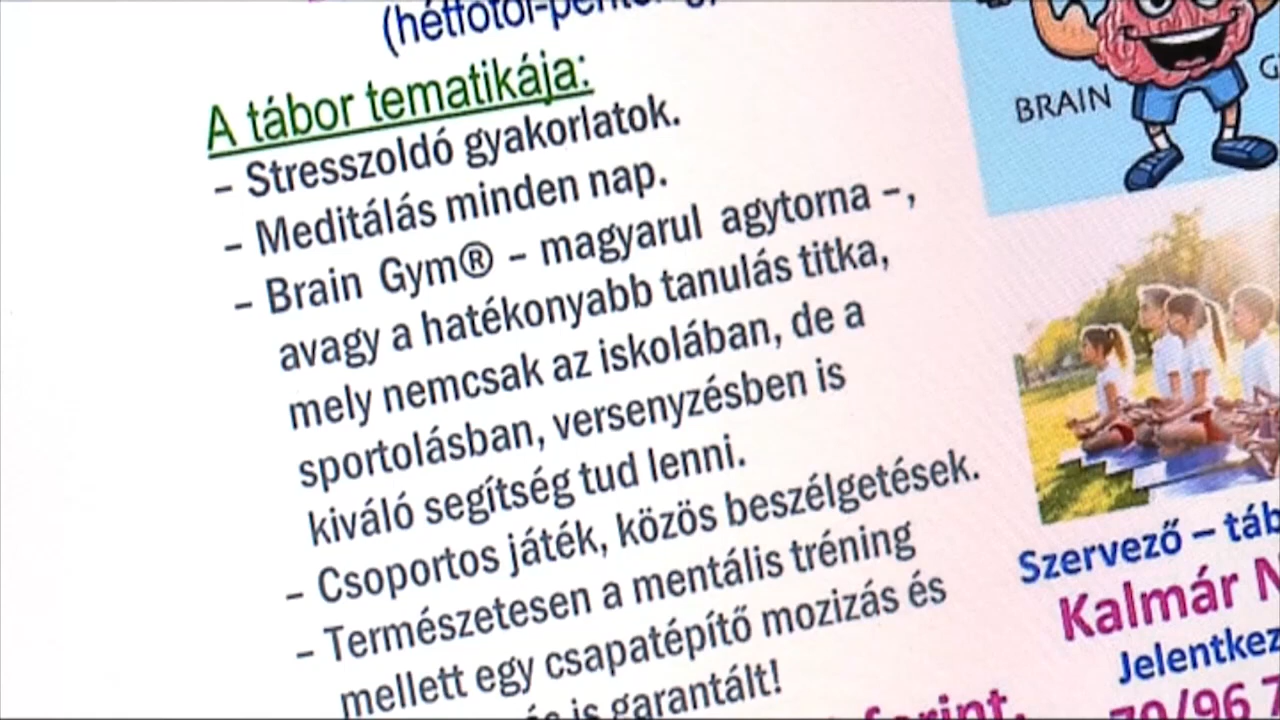 A tábor tematikája:
– Stresszoldó gyakorlatok.
– Meditálás minden nap.
– Brain Gym® – magyarul agytorna –,
avagy a hatékonyabb tanulás titka,
mely nemcsak az iskolában, de a
sportolásban, versenyzésben is
kiváló segítség tud lenni.
– Csoportos játék, közös beszélgetések.
– Természetesen a mentális tréning
mellett egy csapatépítő mozizás és
is garantált!
BRAIN
Szervező –
Kalmár